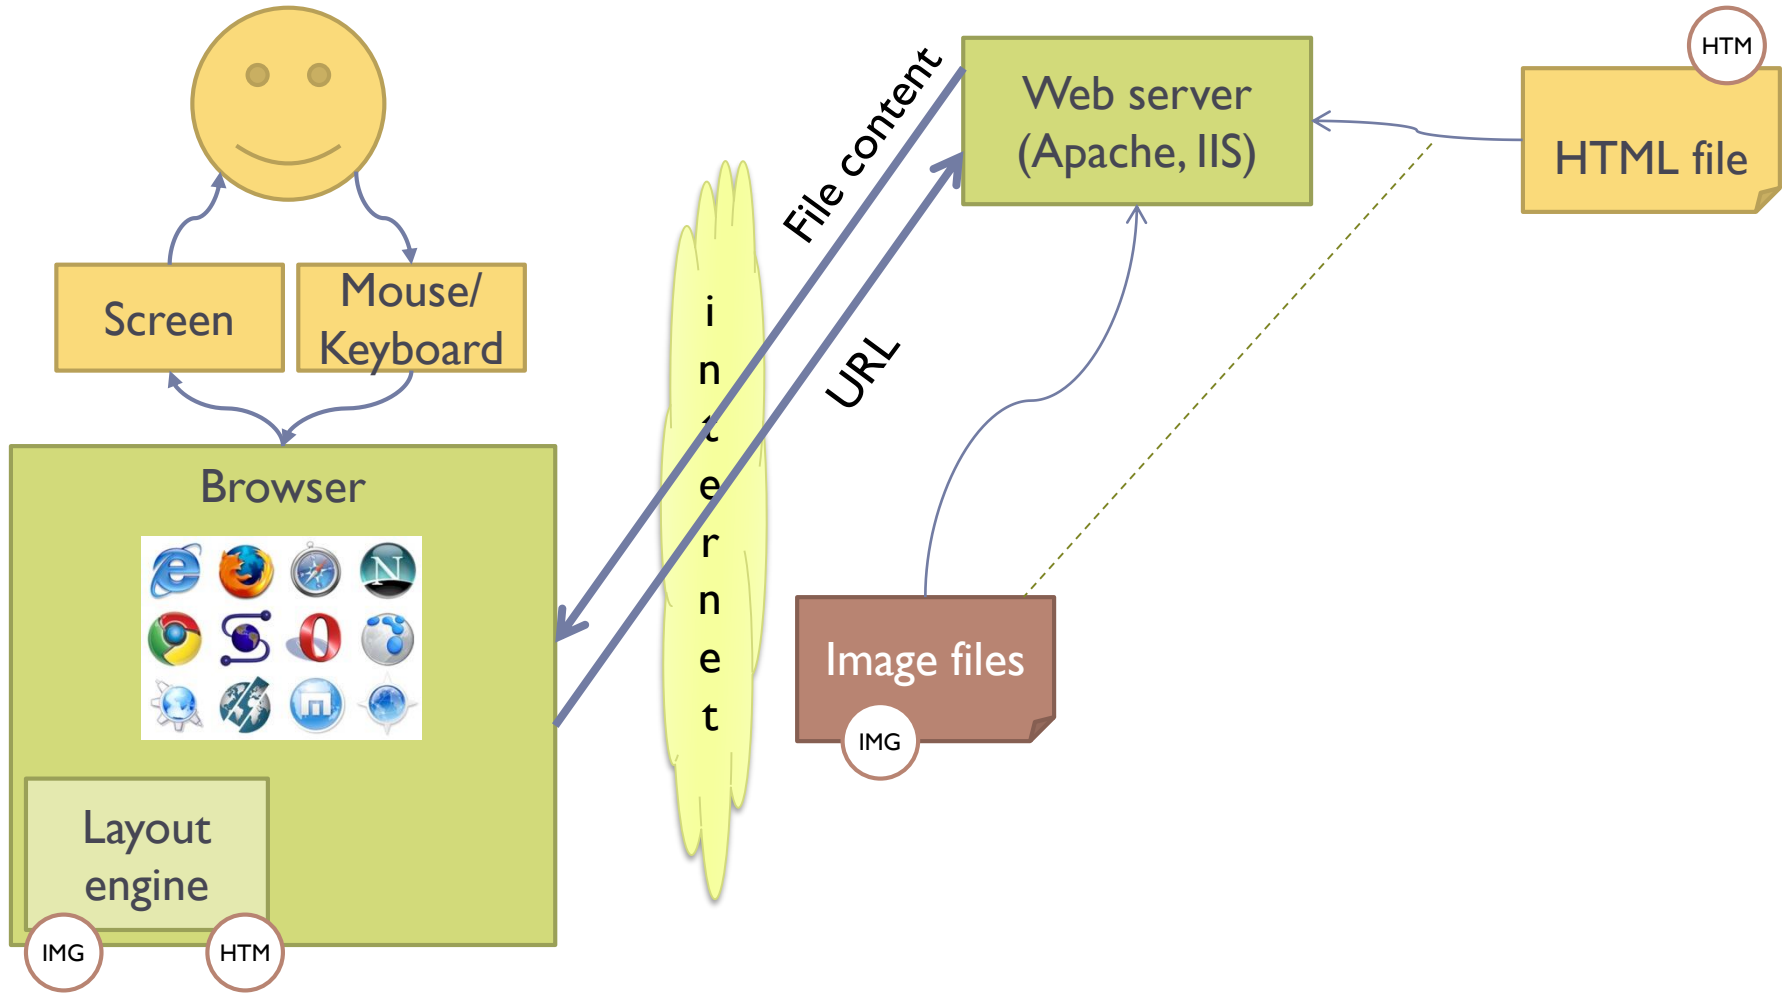 HTM
File content
Web server
(Apache, IIS)
HTML file
Screen
Mouse/
Keyboard
internet
URL
Browser
N
Image files
IMG
Layout
engine
IMG
HTM